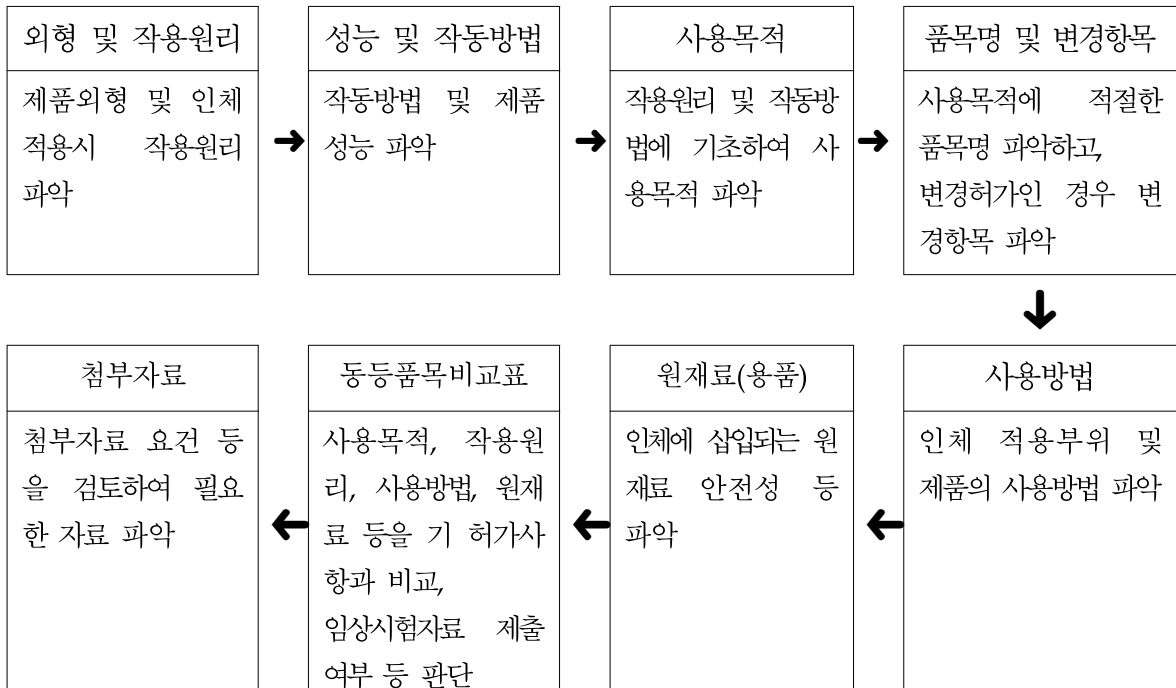 외형 및 작용원리
제품외형 및 인체
적용시 작용원리
파악
성능 및 작동방법
작동방법 및 제품
성능 파악
사용목적
작용원리 및 작동방
법에 기초하여 사
용목적 파악
품목명 및 변경항목
사용목적에 적절한
품목명 파악하고,
변경허가인 경우 변
경항목 파악
사용방법
인체 적용부위 및
제품의 사용방법 파악
원재료(용품)
인체에 삽입되는 원
재료 안전성 등
파악
동등품목비교표
사용목적, 작용원
리, 사용방법, 원재
료 등을 기 허가사
항과 비교,
임상시험자료 제출
여부 등 판단
첨부자료
첨부자료 요건 등
을 검토하여 필요
한 자료 파악